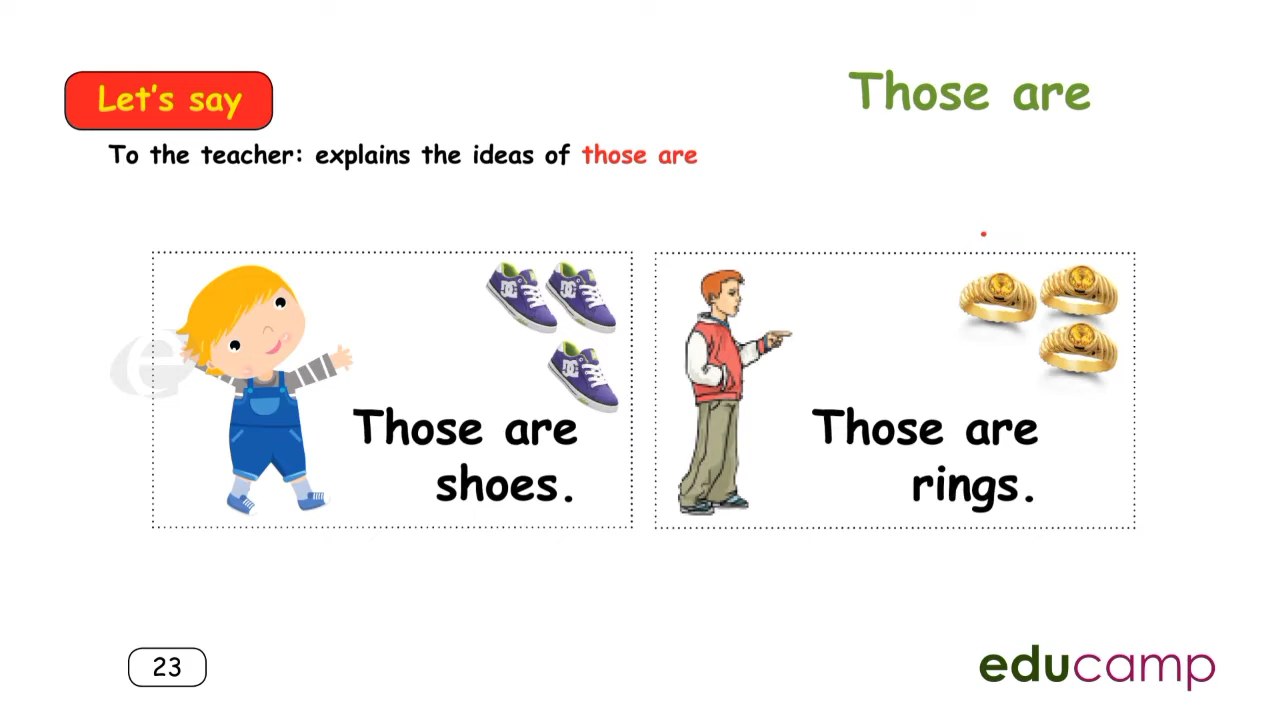 Let's say
Those are
To the teacher: explains the ideas of those are
Those are
shoes.
Those are
rings.
23
educamp